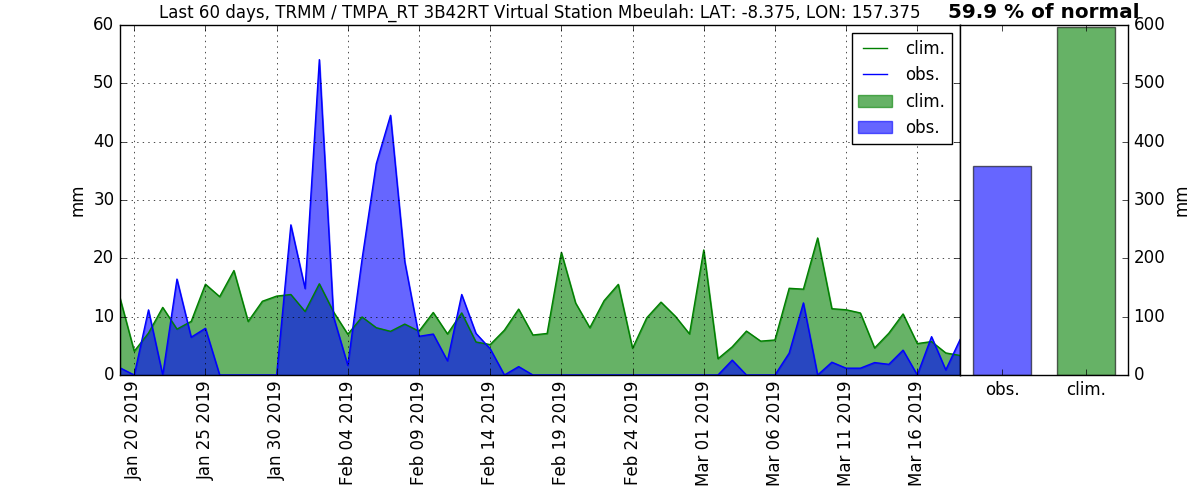 Last 60 days, TRMM / TMPA_RT 3B42RT Virtual Station Mbeulah: LAT: -8.375, LON: 157.375
59.9 % of normal
60
50
40
30
20
10
0
mm
clim.
obs.
clim.
obs.
600
500
400
300
200
100
0
mm
Jan 20 2019
Jan 25 2019
Jan 30 2019
Feb 04 2019
Feb 09 2019
Feb 14 2019
Feb 19 2019
Feb 24 2019
Mar 01 2019
Mar 06 2019
Mar 11 2019
Mar 16 2019
obs.
clim.